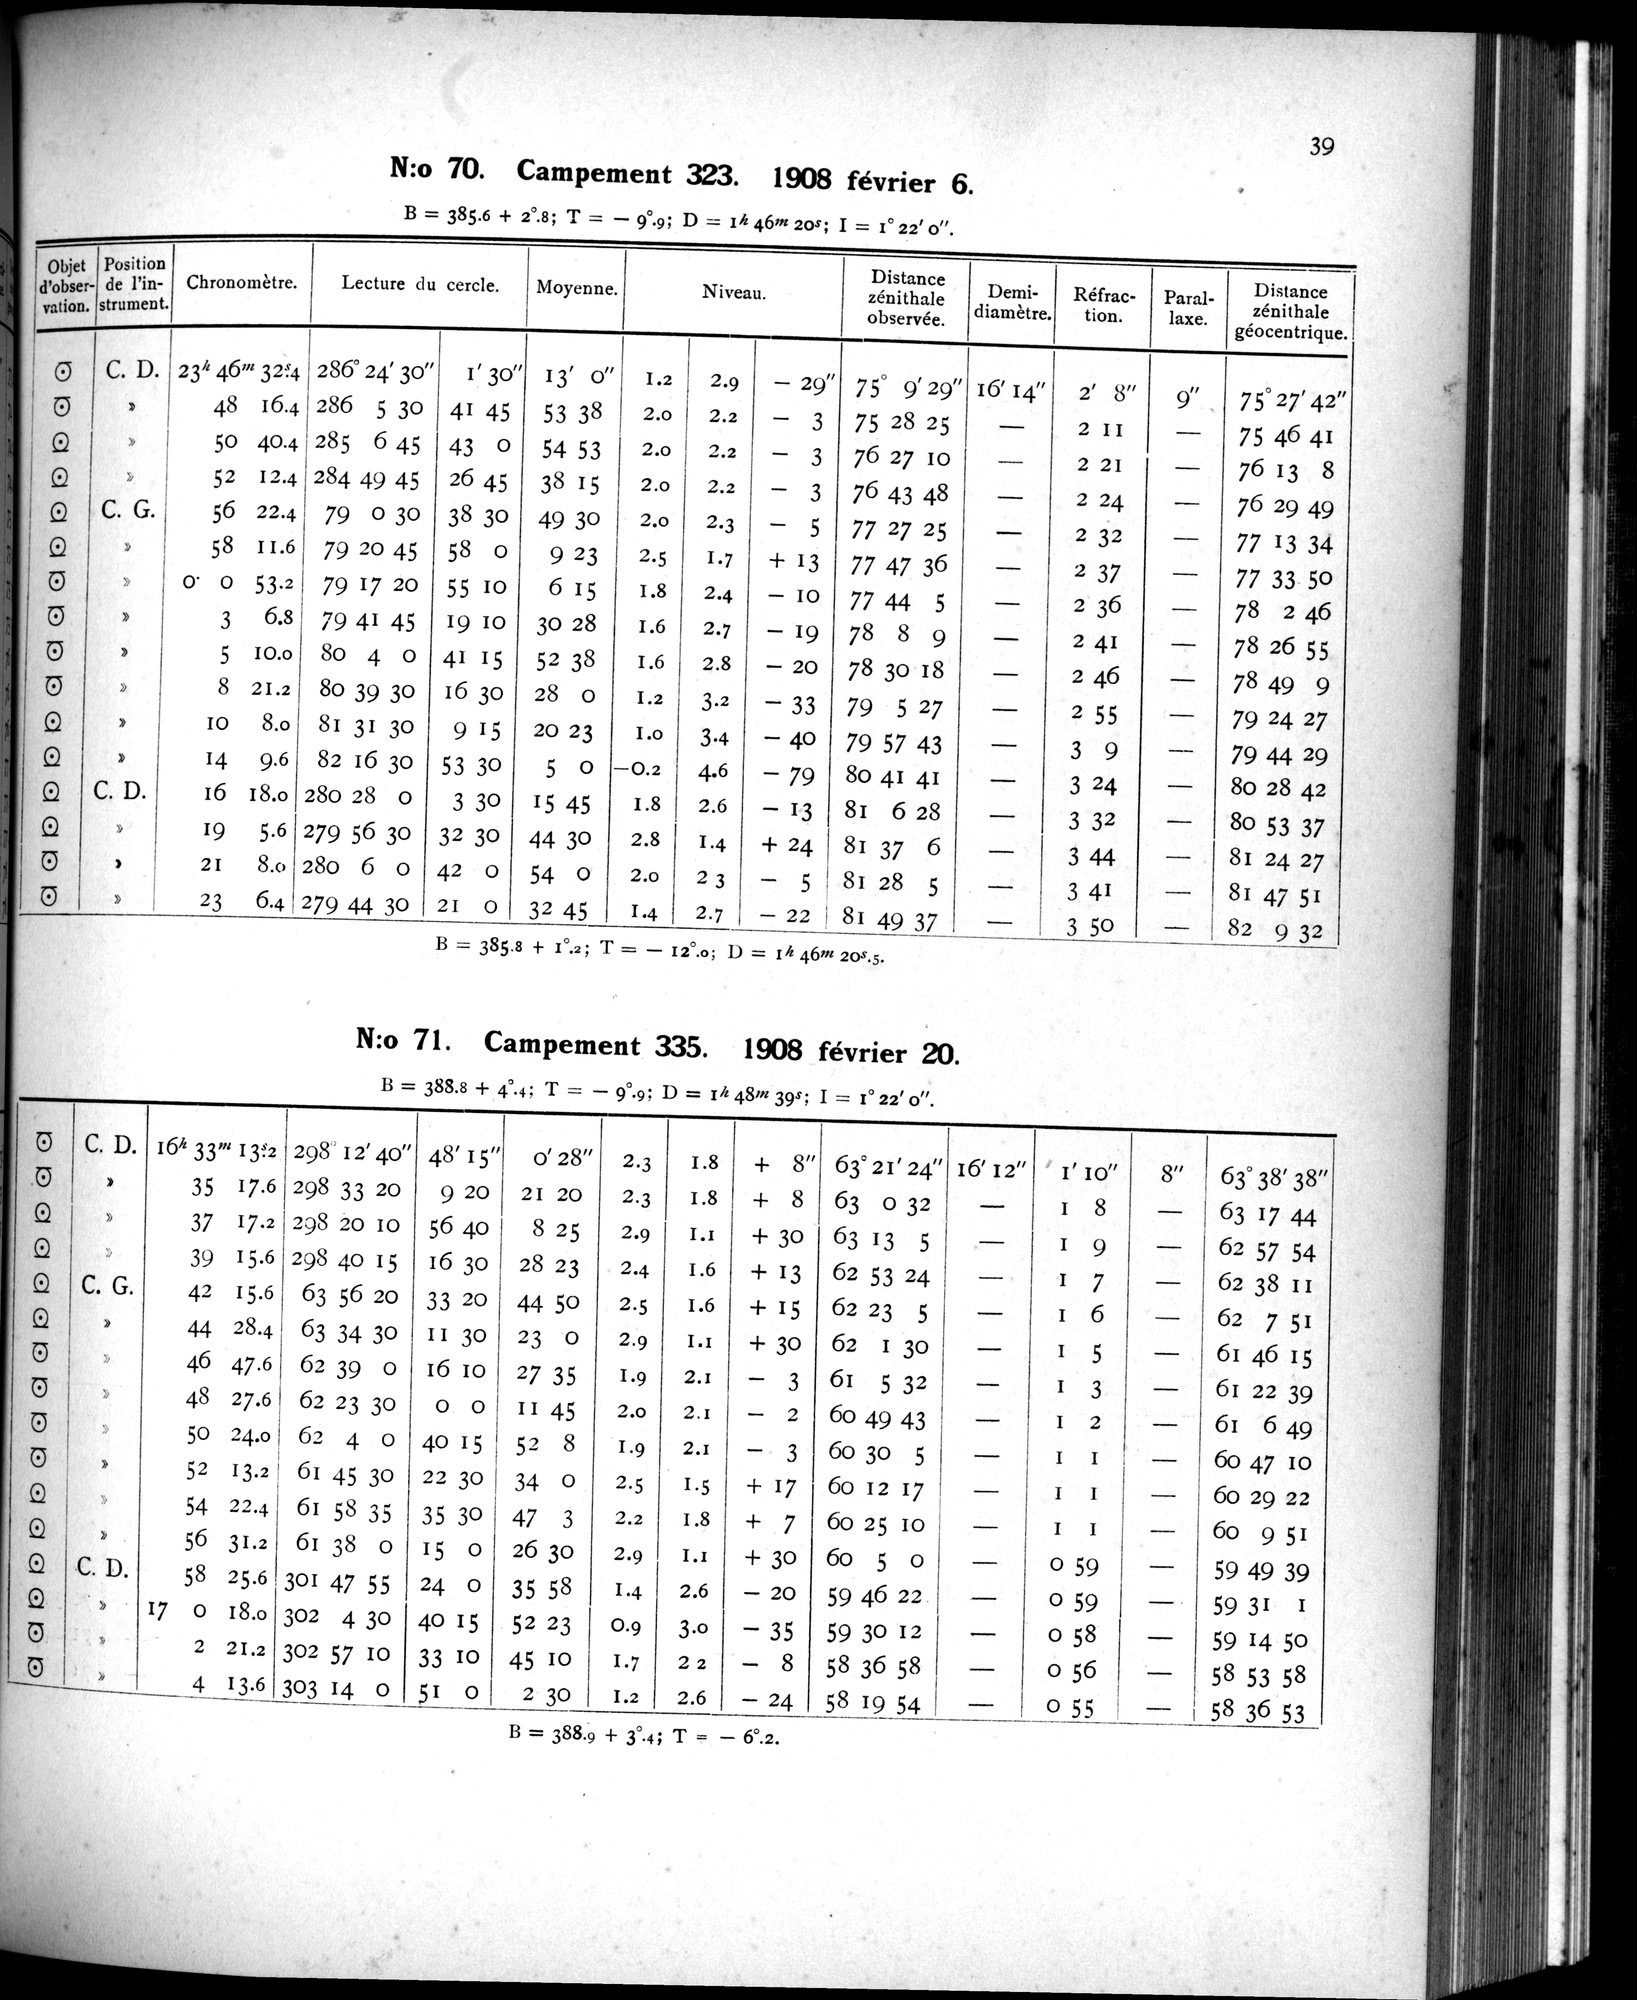 39
N:o 70. Campement 323. 1908 février 6.
B = 385.6 + 2°.8; T = — 9°.9; D = 1h 46m 20s; I = 1° 22′ 0″.
Objet d'observation. Position de l'instrument. Chronomètre. Lecture du cercle. Moyenne. Niveau. Distance zénithale observée. Demi-diamètre. Réfraction. Parallaxe. Distance zénithale géocentrique.
C. D. 23h 46m 32s.4 286° 24′ 30″ 1′ 30″ 13′ 0″ 1.2 2.9 — 29″ 75° 9′ 29″ 16′ 14″ 2′ 8″ 9″ 75° 27′ 42″
» 48 16.4 286 5 30 41 45 53 38 2.0 2.2 — 3 75 28 25 — 2 11 — 75 46 41
» 50 40.4 285 6 45 43 0 54 53 2.0 2.2 — 3 76 27 10 — 2 21 — 76 13 8
» 52 12.4 284 49 45 26 45 38 15 2.0 2.2 — 3 76 43 48 — 2 24 — 76 29 49
C. G. 56 22.4 79 0 30 38 30 49 30 2.0 2.3 — 5 77 27 25 — 2 32 — 77 13 34
» 58 11.6 79 20 45 58 0 9 23 2.5 1.7 + 13 77 47 36 — 2 37 — 77 33 50
» 0 0 53.2 79 17 20 55 10 6 15 1.8 2.4 — 10 77 44 5 — 2 36 — 78 2 46
» 3 6.8 79 41 45 19 10 30 28 1.6 2.7 — 19 78 8 9 — 2 41 — 78 26 55
» 5 10.0 80 4 0 41 15 52 38 1.6 2.8 — 20 78 30 18 — 2 46 — 78 49 9
» 8 21.2 80 39 30 16 30 28 0 1.2 3.2 — 33 79 5 27 — 2 55 — 79 24 27
» 10 8.0 81 31 30 9 15 20 23 1.0 3.4 — 40 79 57 43 — 3 9 — 79 44 29
» 14 9.6 82 16 30 53 30 5 0 —0.2 4.6 — 79 80 41 41 — 3 24 — 80 28 42
C. D. 16 18.0 280 28 0 3 30 15 45 1.8 2.6 — 13 81 6 28 — 3 32 — 80 53 37
» 19 5.6 279 56 30 32 30 44 30 2.8 1.4 + 24 81 37 6 — 3 44 — 81 24 27
» 21 8.0 280 6 0 42 0 54 0 2.0 2 3 — 5 81 28 5 — 3 41 — 81 47 51
» 23 6.4 279 44 30 21 0 32 45 1.4 2.7 — 22 81 49 37 — 3 50 — 82 9 32
B = 385.8 + 1°.2; T = — 12°.0; D = 1h 46m 20s.5.
N:o 71. Campement 335. 1908 février 20.
B = 388.8 + 4°.4; T = — 9°.9; D = 1h 48m 39s; I = 1° 22′ 0″.
C. D. 16h 33m 13s.2 298° 12′ 40″ 48′ 15″ 0′ 28″ 2.3 1.8 + 8″ 63° 21′ 24″ 16′ 12″ 1′ 10″ 8″ 63° 38′ 38″
» 35 17.6 298 33 20 9 20 21 20 2.3 1.8 + 8 63 0 32 — 1 8 — 63 17 44
» 37 17.2 298 20 10 56 40 8 25 2.9 1.1 + 30 63 13 5 — 1 9 — 62 57 54
» 39 15.6 298 40 15 16 30 28 23 2.4 1.6 + 13 62 53 24 — 1 7 — 62 38 11
C. G. 42 15.6 63 56 20 33 20 44 50 2.5 1.6 + 15 62 23 5 — 1 6 — 62 7 51
» 44 28.4 63 34 30 11 30 23 0 2.9 1.1 + 30 62 1 30 — 1 5 — 61 46 15
» 46 47.6 62 39 0 16 10 27 35 1.9 2.1 — 3 61 5 32 — 1 3 — 61 22 39
» 48 27.6 62 23 30 0 0 11 45 2.0 2.1 — 2 60 49 43 — 1 2 — 61 6 49
» 50 24.0 62 4 0 40 15 52 8 1.9 2.1 — 3 60 30 5 — 1 1 — 60 47 10
» 52 13.2 61 45 30 22 30 34 0 2.5 1.5 + 17 60 12 17 — 1 1 — 60 29 22
» 54 22.4 61 58 35 35 30 47 3 2.2 1.8 + 7 60 25 10 — 1 1 — 60 9 51
» 56 31.2 61 38 0 15 0 26 30 2.9 1.1 + 30 60 5 0 — 0 59 — 59 49 39
C. D. 58 25.6 301 47 55 24 0 35 58 1.4 2.6 — 20 59 46 22 — 0 59 — 59 31 1
» 17 0 18.0 302 4 30 40 15 52 23 0.9 3.0 — 35 59 30 12 — 0 58 — 59 14 50
» 2 21.2 302 57 10 33 10 45 10 1.7 2 2 — 8 58 36 58 — 0 56 — 58 53 58
» 4 13.6 303 14 0 51 0 2 30 1.2 2.6 — 24 58 19 54 — 0 55 — 58 36 53
B = 388.9 + 3°.4; T = — 6°.2.